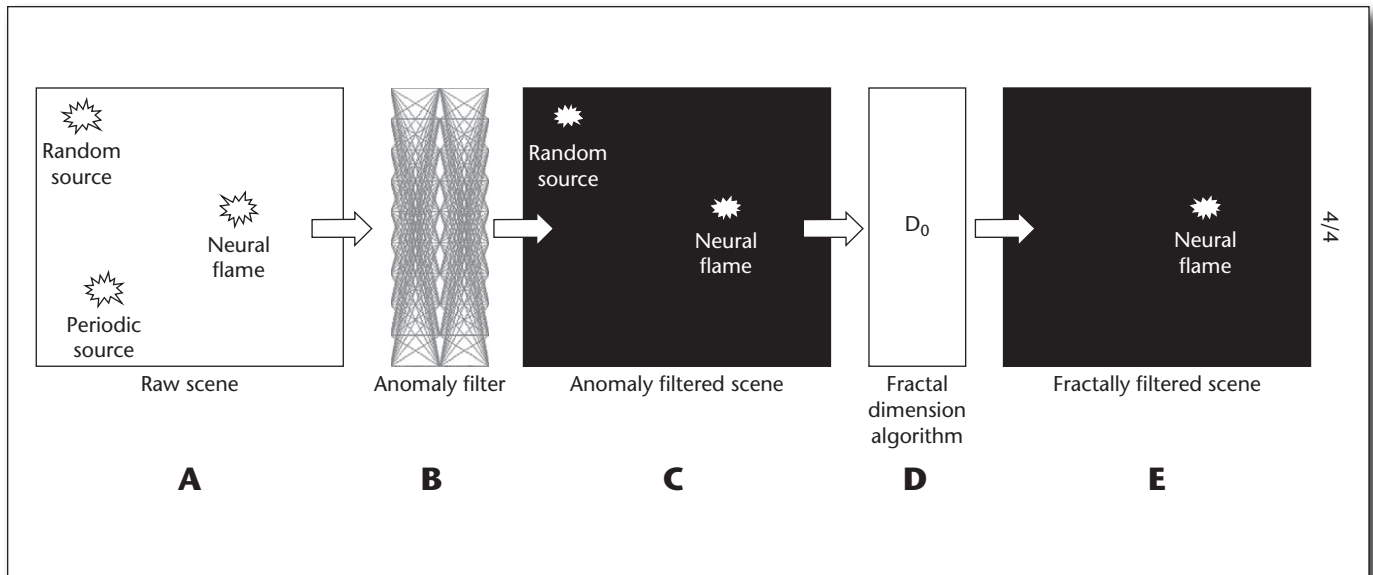 Random
source
Neural
flame
Periodic
source
Raw scene
Anomaly filter
Random
source
Neural
flame
Anomaly filtered scene
D₀
Fractal
dimension
algorithm
Neural
flame
Fractally filtered scene
4/4
A
B
C
D
E